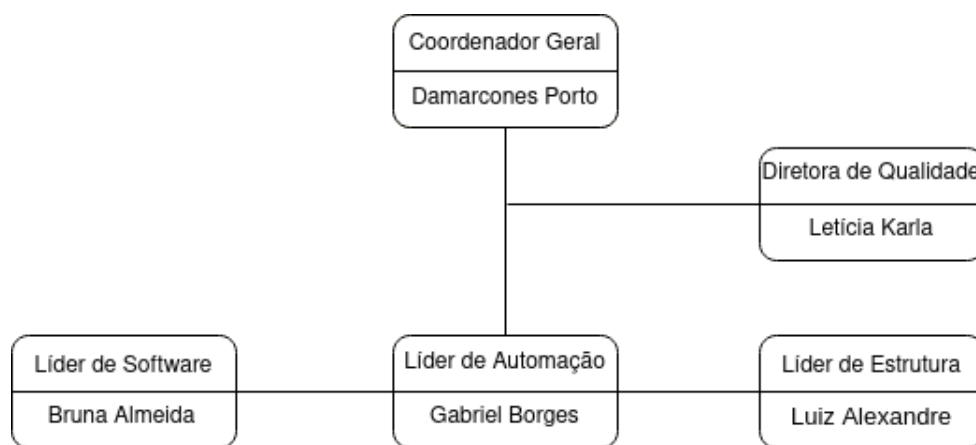 Coordenador Geral
Damarcones Porto
Diretora de Qualidade
Letícia Karla
Líder de Software
Bruna Almeida
Líder de Automação
Gabriel Borges
Líder de Estrutura
Luiz Alexandre